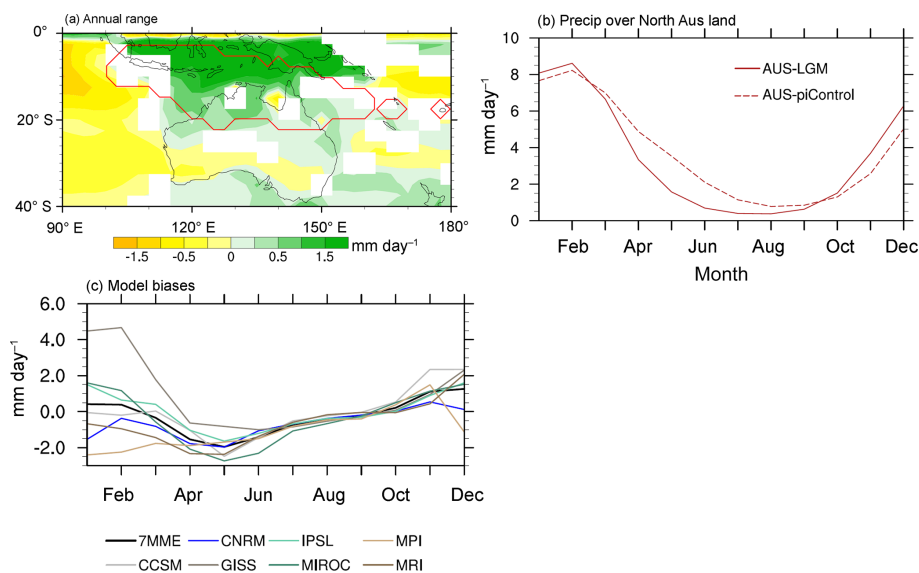 (a) Annual range
0°
20° S
40° S
90° E
120° E
150° E
180°
-1.5
-0.5
0
0.5
1.5
mm day⁻¹
(b) Precip over North Aus land
10
8
6
4
2
0
mm day⁻¹
AUS-LGM
AUS-piControl
Feb
Apr
Jun
Aug
Oct
Dec
Month
(c) Model biases
6.0
4.0
2.0
0.0
-2.0
mm day⁻¹
Feb
Apr
Jun
Aug
Oct
Dec
7MME
CNRM
IPSL
MPI
CCSM
GISS
MIROC
MRI